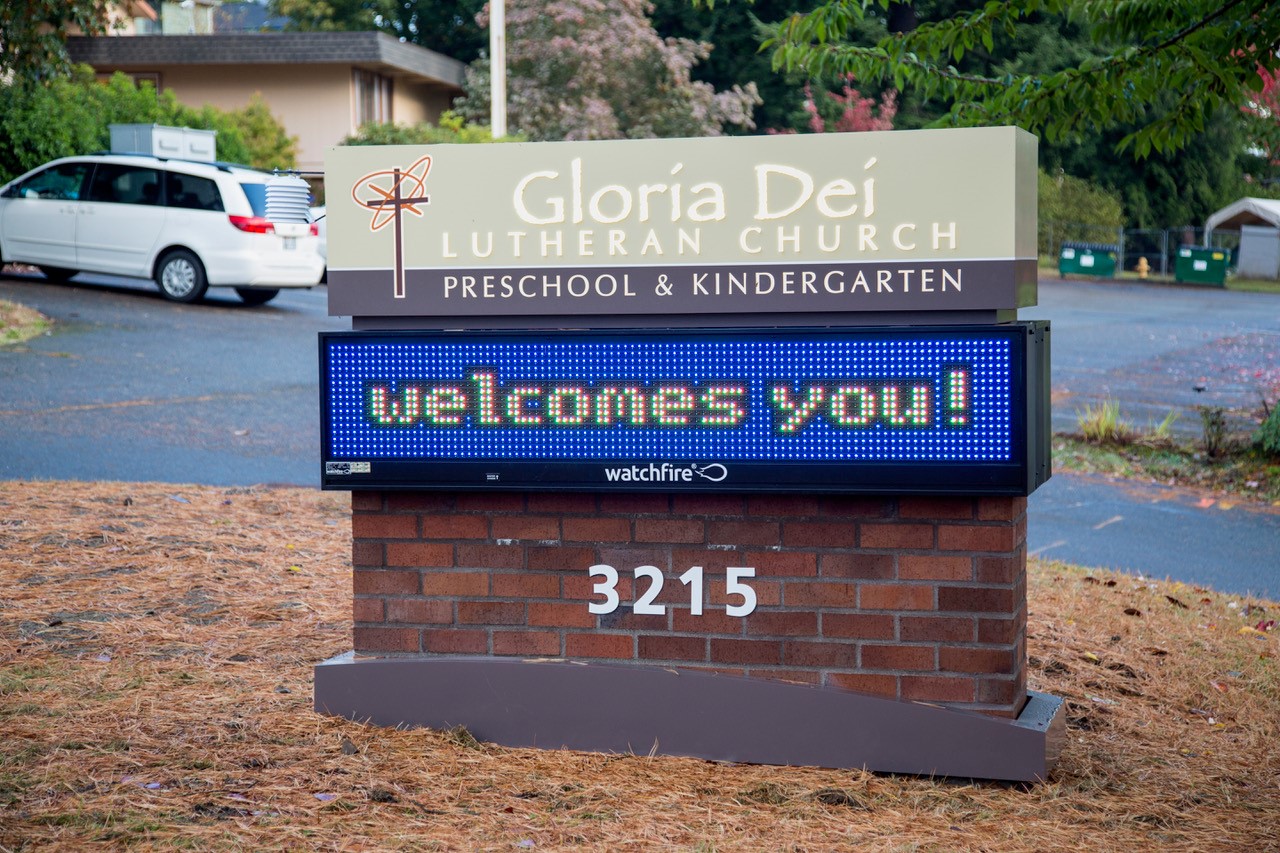 Gloria Dei
LUTHERAN CHURCH
PRESCHOOL & KINDERGARTEN
welcomes you!
watchfire®
3215